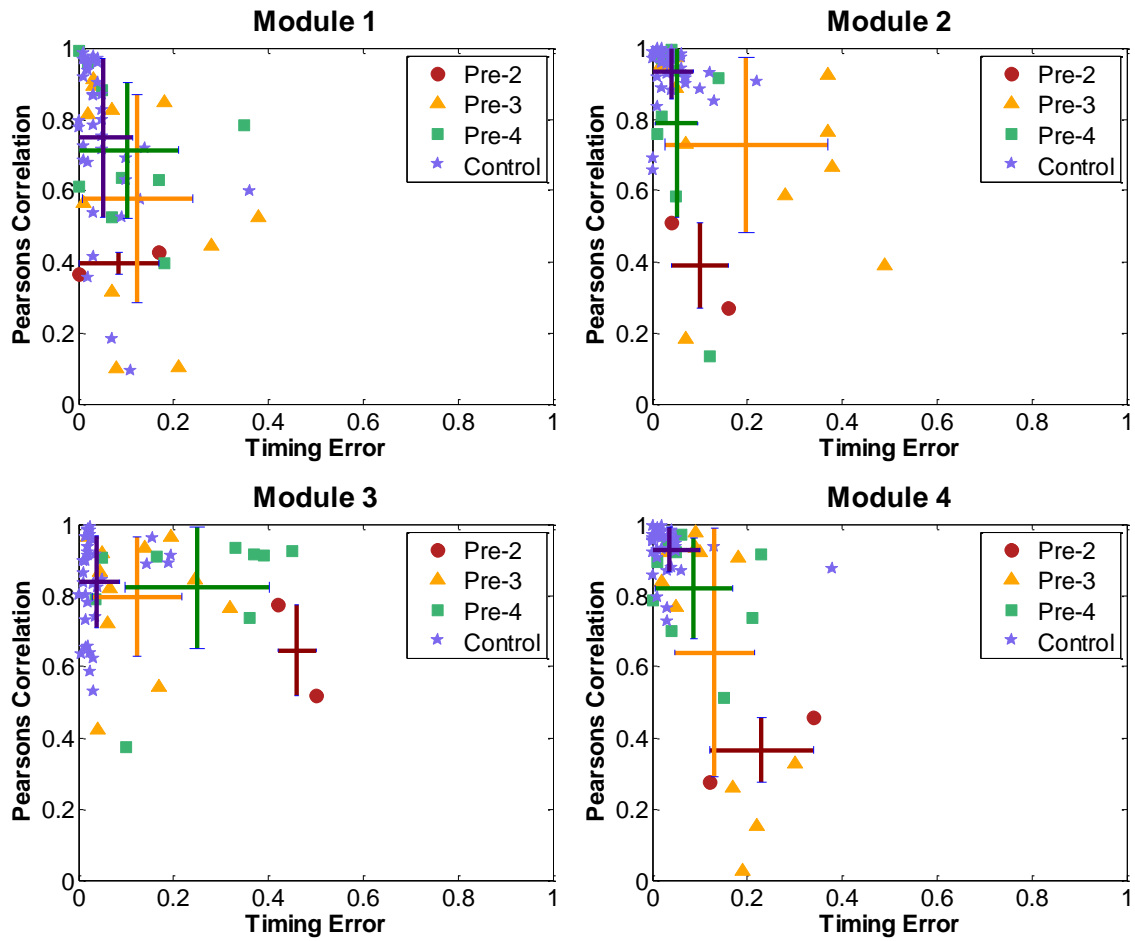 Module 1
Pearsons Correlation
1
0.8
0.6
0.4
0.2
0
Pre-2
Pre-3
Pre-4
Control
0 0.2 0.4 0.6 0.8 1
Timing Error
Module 2
Pearsons Correlation
1
0.8
0.6
0.4
0.2
0
Pre-2
Pre-3
Pre-4
Control
0 0.2 0.4 0.6 0.8 1
Timing Error
Module 3
Pearsons Correlation
1
0.8
0.6
0.4
0.2
0
Pre-2
Pre-3
Pre-4
Control
0 0.2 0.4 0.6 0.8 1
Timing Error
Module 4
Pearsons Correlation
1
0.8
0.6
0.4
0.2
0
Pre-2
Pre-3
Pre-4
Control
0 0.2 0.4 0.6 0.8 1
Timing Error